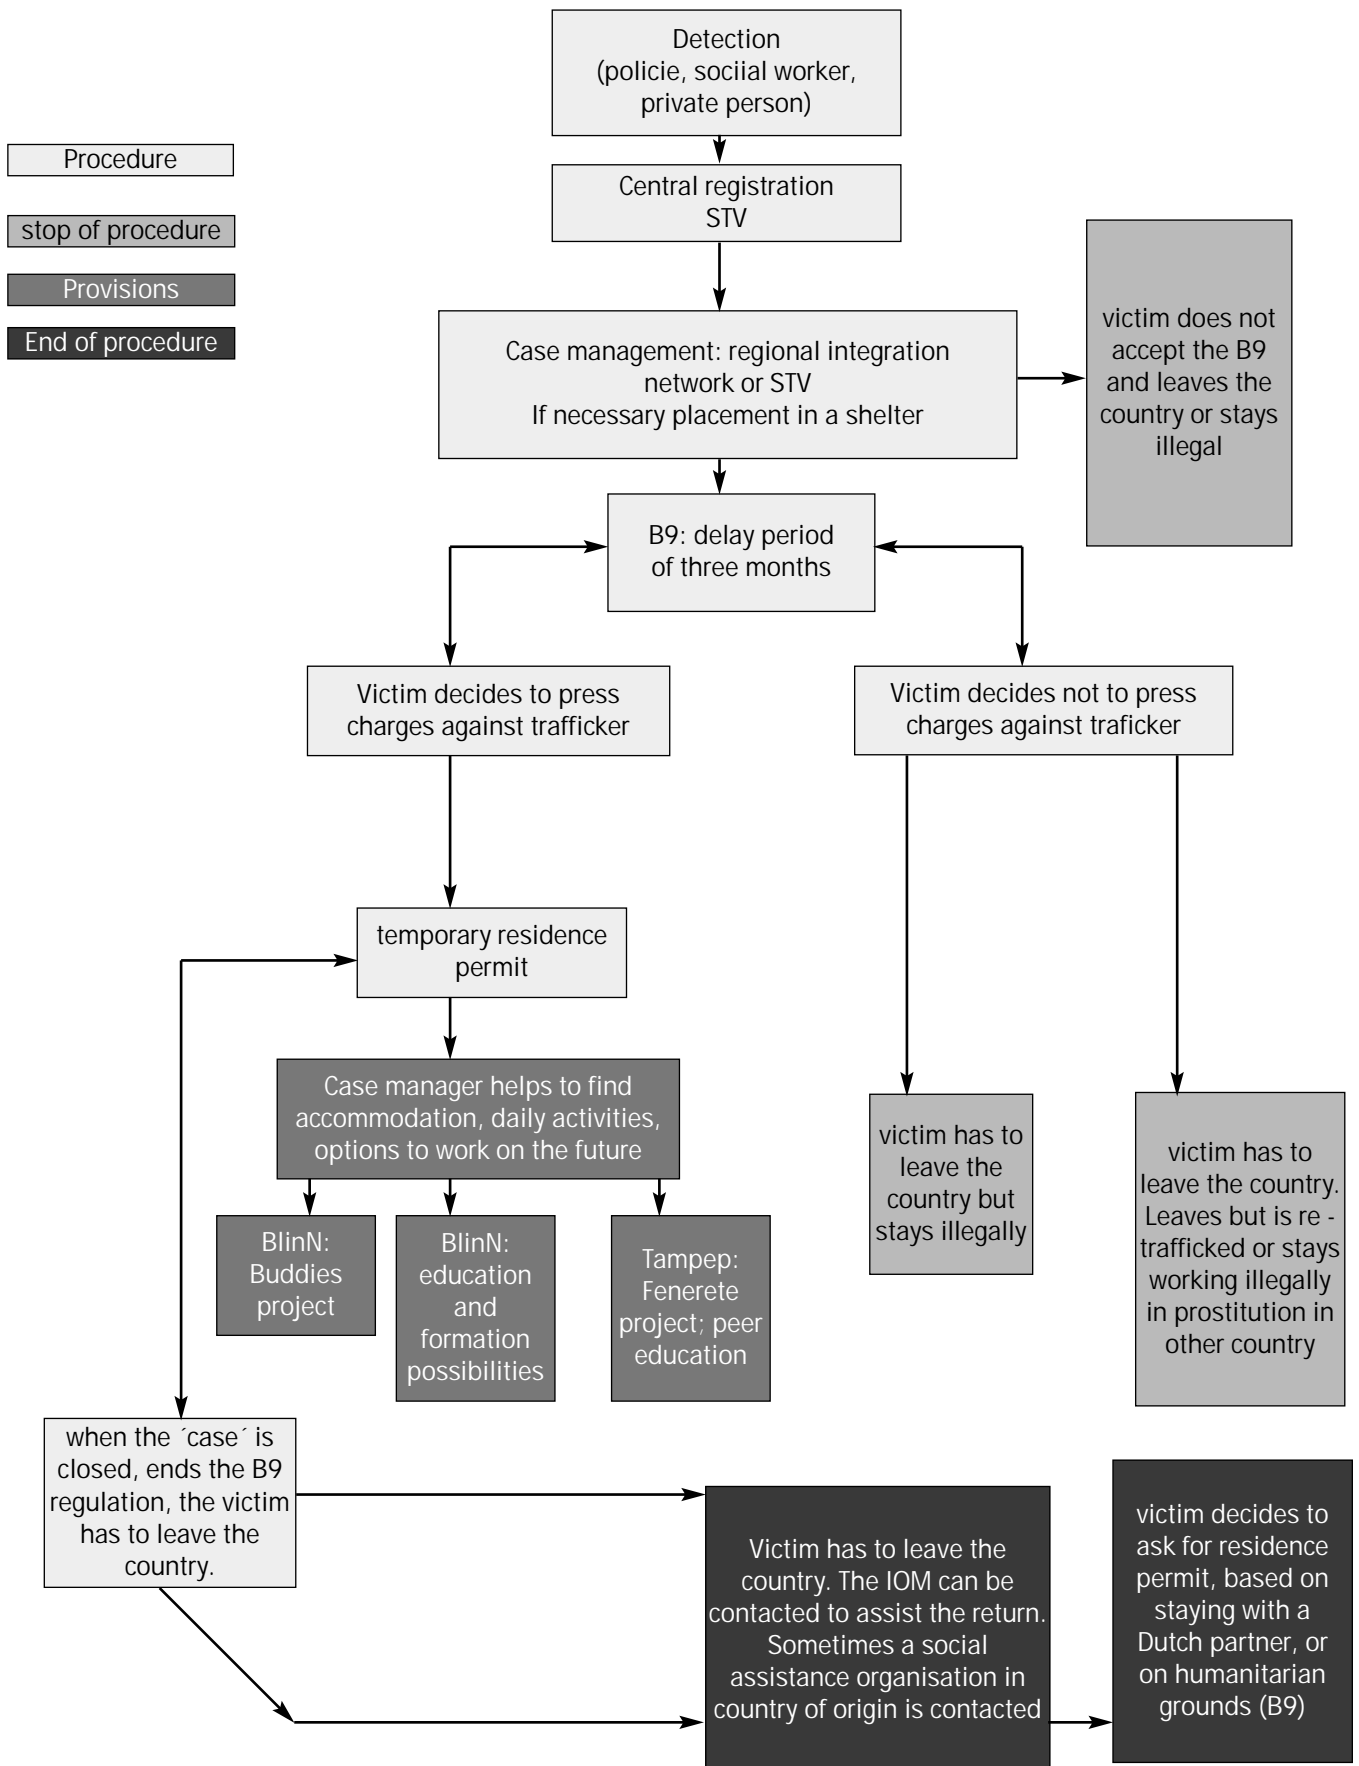 Detection
(policie, sociial worker,
private person)
Procedure
Central registration
STV
stop of procedure
Provisions
End of procedure
victim does not
accept the B9
and leaves the
country or stays
illegal
Case management: regional integration
network or STV
If necessary placement in a shelter
B9: delay period
of three months
Victim decides to press
charges against trafficker
Victim decides not to press
charges against traficker
temporary residence
permit
Case manager helps to find
accommodation, daily activities,
options to work on the future
BlinN:
Buddies
project
BlinN:
education
and
formation
possibilities
Tampep:
Fenerete
project; peer
education
victim has to
leave the
country but
stays illegally
victim has to
leave the country.
Leaves but is re -
trafficked or stays
working illegally
in prostitution in
other country
when the ´case´ is
closed, ends the B9
regulation, the victim
has to leave the
country.
Victim has to leave the
country. The IOM can be
contacted to assist the return.
Sometimes a social
assistance organisation in
country of origin is contacted
victim decides to
ask for residence
permit, based on
staying with a
Dutch partner, or
on humanitarian
grounds (B9)